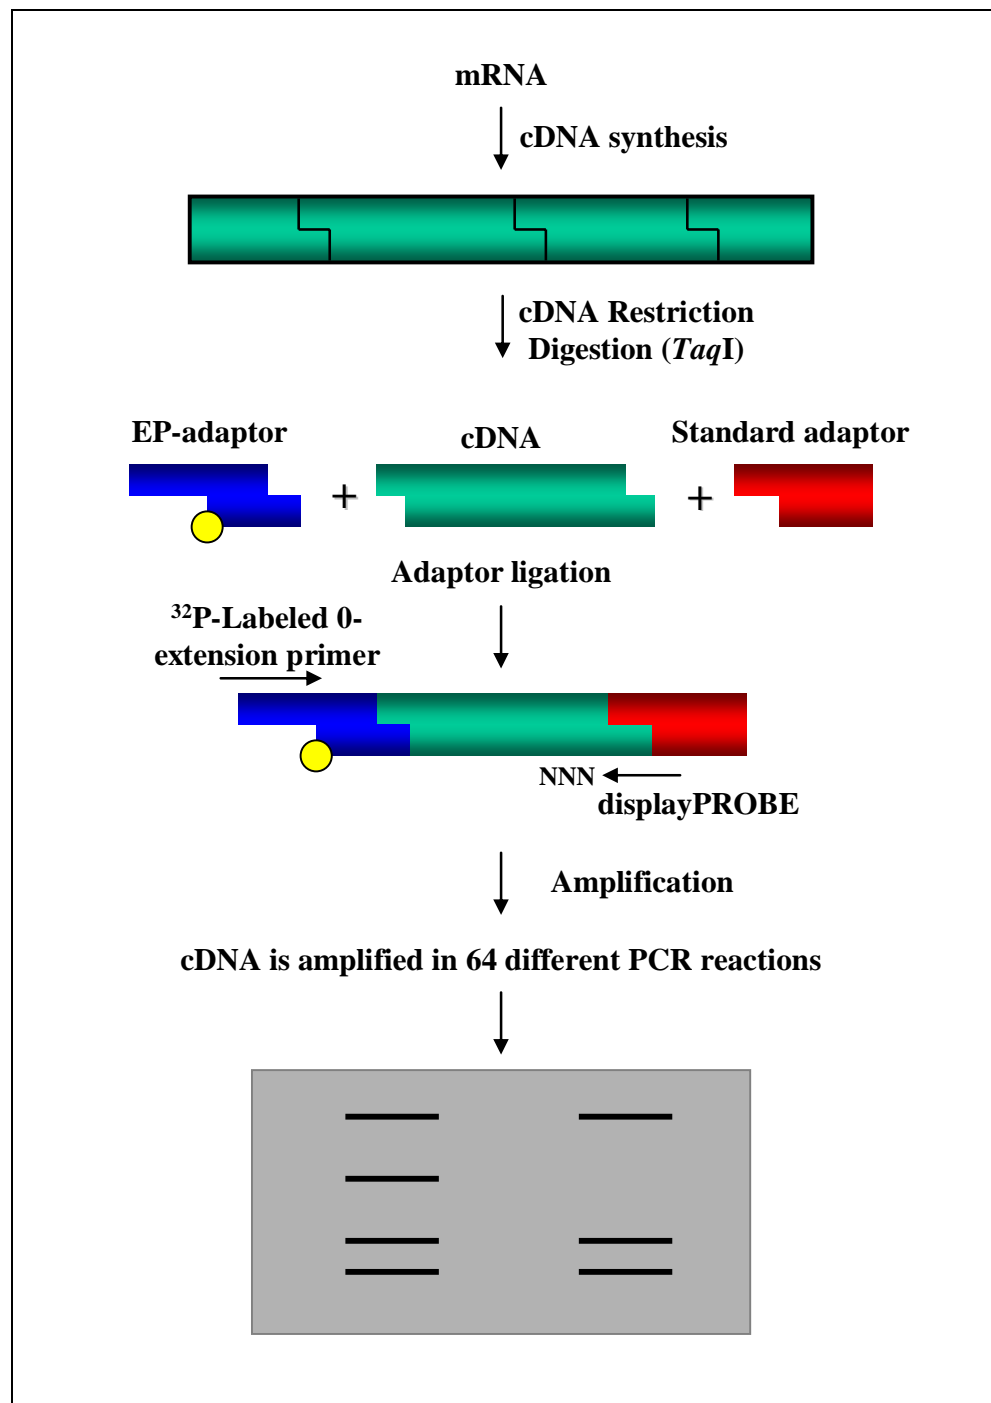 mRNA
cDNA synthesis
cDNA Restriction
Digestion (TaqI)
EP-adaptor
cDNA
Standard adaptor
+
+
Adaptor ligation
32P-Labeled 0-
extension primer
NNN
displayPROBE
Amplification
cDNA is amplified in 64 different PCR reactions